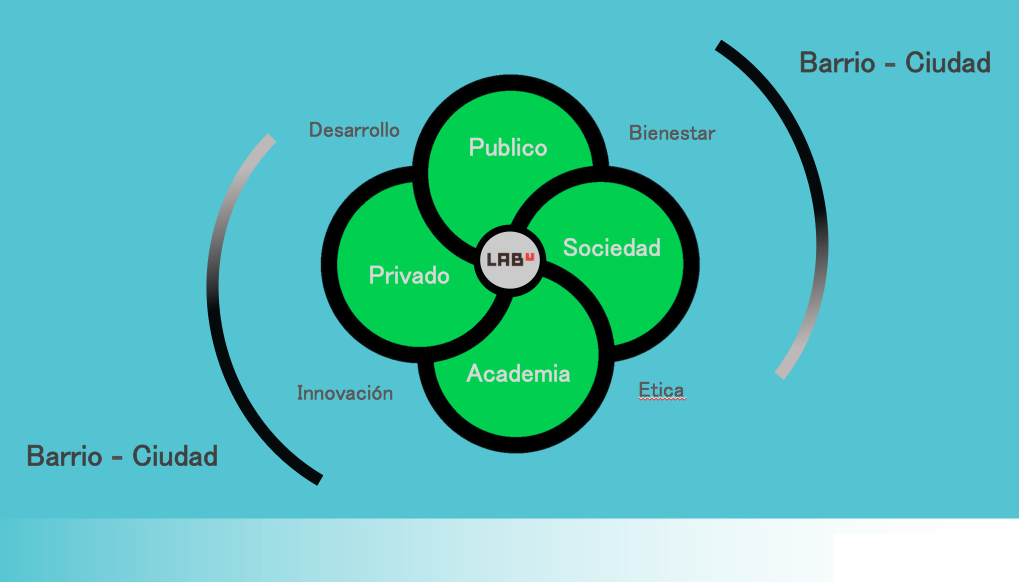 Barrio - Ciudad
Desarrollo
Bienestar
Publico
Sociedad
LABu
Privado
Academia
Innovación
Etica
Barrio - Ciudad